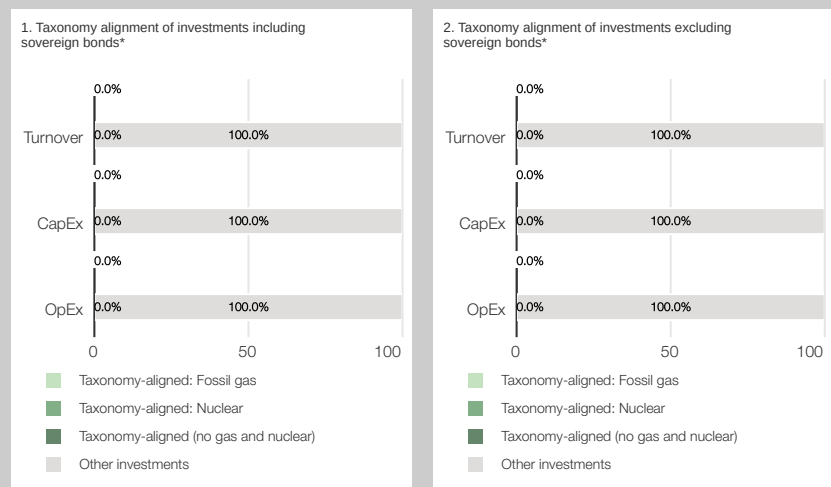 1. Taxonomy alignment of investments including
sovereign bonds*
0.0%
Turnover 0.0% 100.0%
0.0%
CapEx 0.0% 100.0%
0.0%
OpEx 0.0% 100.0%
0 50 100
Taxonomy-aligned: Fossil gas
Taxonomy-aligned: Nuclear
Taxonomy-aligned (no gas and nuclear)
Other investments
2. Taxonomy alignment of investments excluding
sovereign bonds*
0.0%
Turnover 0.0% 100.0%
0.0%
CapEx 0.0% 100.0%
0.0%
OpEx 0.0% 100.0%
0 50 100
Taxonomy-aligned: Fossil gas
Taxonomy-aligned: Nuclear
Taxonomy-aligned (no gas and nuclear)
Other investments